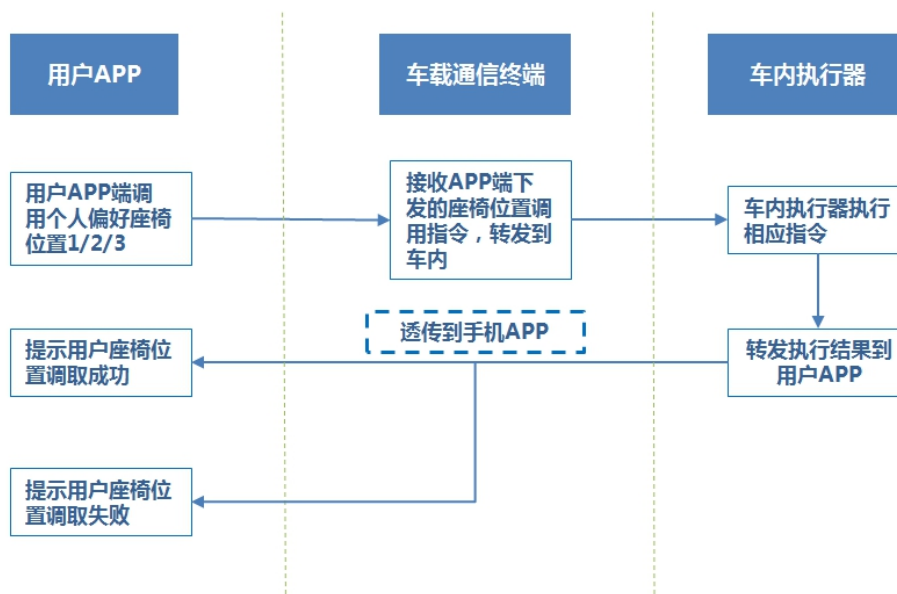 用户APP
车载通信终端
车内执行器
用户APP端调
用个人偏好座椅
位置1/2/3
接收APP端下
发的座椅位置调
用指令，转发到
车内
车内执行器执行
相应指令
透传到手机APP
提示用户座椅位
置调取成功
转发执行结果到
用户APP
提示用户座椅位
置调取失败